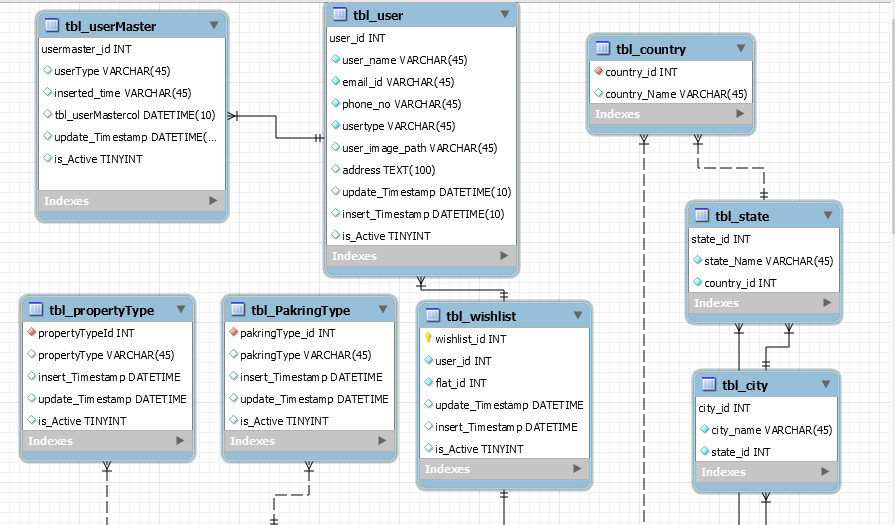 tbl_userMaster
usermaster_id INT
userType VARCHAR(45)
inserted_time VARCHAR(45)
tbl_userMastercol DATETIME(10)
update_Timestamp DATETIME(...
is_Active TINYINT
Indexes
tbl_user
user_id INT
user_name VARCHAR(45)
email_id VARCHAR(45)
phone_no VARCHAR(45)
usertype VARCHAR(45)
user_image_path VARCHAR(45)
address TEXT(100)
update_Timestamp DATETIME(10)
insert_Timestamp DATETIME(10)
is_Active TINYINT
Indexes
tbl_country
country_id INT
country_Name VARCHAR(45)
Indexes
tbl_state
state_id INT
state_Name VARCHAR(45)
country_id INT
Indexes
tbl_propertyType
propertyTypeId INT
propertyType VARCHAR(45)
insert_Timestamp DATETIME
update_Timestamp DATETIME
is_Active TINYINT
Indexes
tbl_PakringType
pakringType_id INT
pakringType VARCHAR(45)
insert_Timestamp DATETIME
update_Timestamp DATETIME
is_Active TINYINT
Indexes
tbl_wishlist
wishlist_id INT
user_id INT
flat_id INT
update_Timestamp DATETIME
insert_Timestamp DATETIME
is_Active TINYINT
Indexes
tbl_city
city_id INT
city_name VARCHAR(45)
state_id INT
Indexes